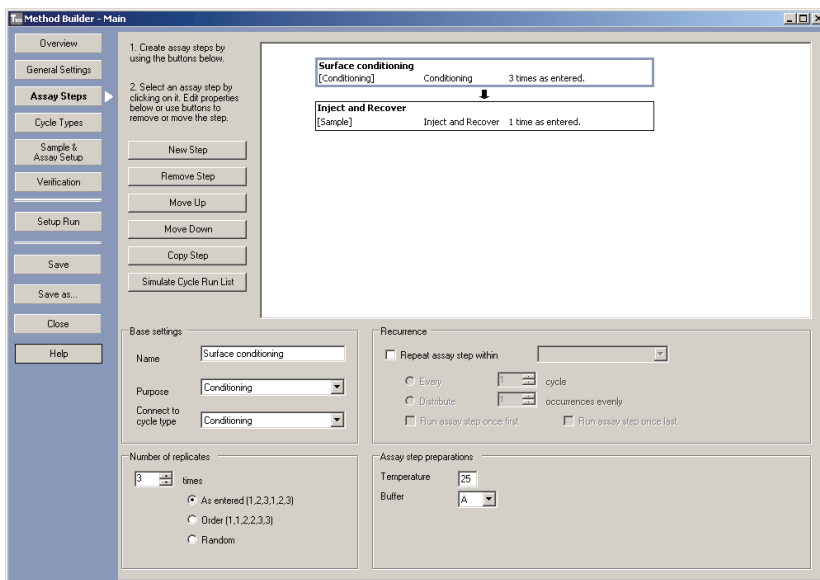 T100 Method Builder - Main
Overview
General Settings
Assay Steps
Cycle Types
Sample &
Assay Setup
Verification
Setup Run
Save
Save as...
Close
Help
1. Create assay steps by
using the buttons below.
2. Select an assay step by
clicking on it. Edit properties
below or use buttons to
remove or move the step.
New Step
Remove Step
Move Up
Move Down
Copy Step
Simulate Cycle Run List
Surface conditioning
[Conditioning] Conditioning 3 times as entered.
Inject and Recover
[Sample] Inject and Recover 1 time as entered.
Base settings
Name Surface conditioning
Purpose Conditioning
Connect to
cycle type Conditioning
Recurrence
Repeat assay step within
Every 1 cycle
Distribute 1 occurrences evenly
Run assay step once first Run assay step once last
Number of replicates
3 times
As entered (1,2,3,1,2,3)
Order (1,1,2,2,3,3)
Random
Assay step preparations
Temperature 25
Buffer A